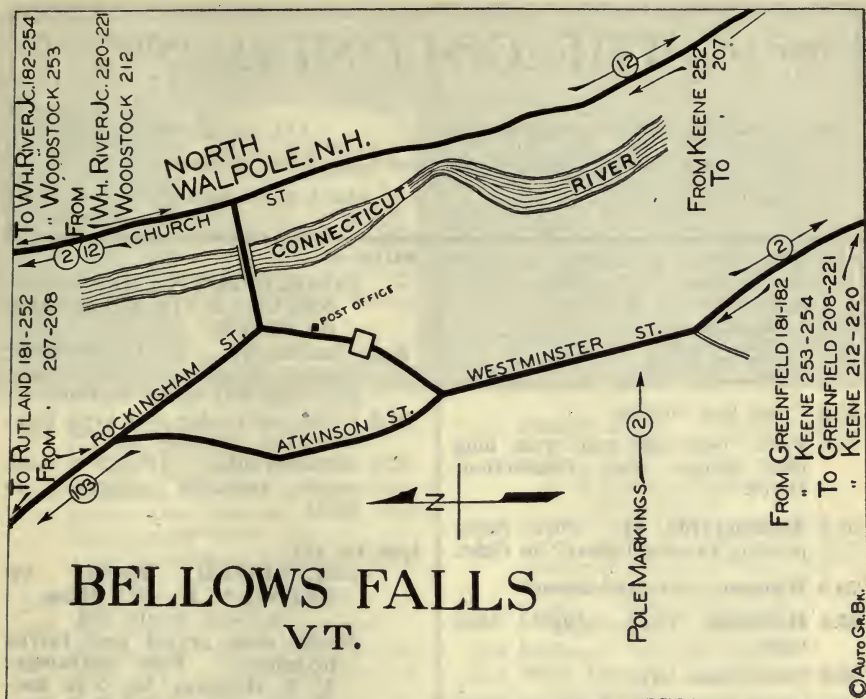 To WH. RIVER JC. 182-254
" WOODSTOCK 253
FROM
WH. RIVER JC. 220-221
WOODSTOCK 212
2
12
CHURCH
ST
NORTH
WALPOLE. N.H.
12
FROM KEENE 252
To 207
CONNECTICUT
RIVER
To RUTLAND 181-252
FROM " 207-208
ROCKINGHAM ST.
103
POST OFFICE
ATKINSON ST.
WESTMINSTER ST.
2
N
POLE MARKINGS
2
FROM GREENFIELD 181-182
" KEENE 253-254
To GREENFIELD 208-221
" KEENE 212-220
BELLOWS FALLS
VT.
© AUTO GR. BK.